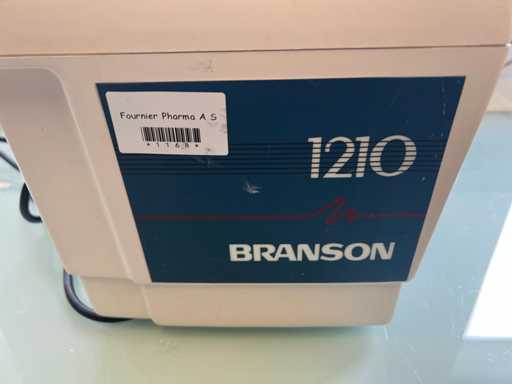 Fournier Pharma A S
*1168*
1210
BRANSON